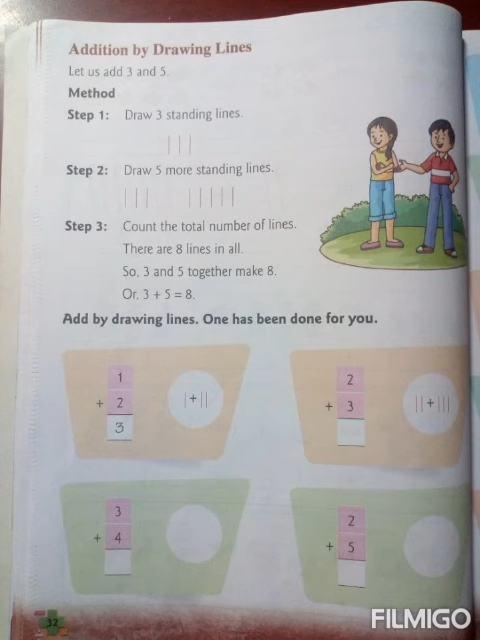 Addition by Drawing Lines
Let us add 3 and 5.
Method
Step 1: Draw 3 standing lines.
| | |
Step 2: Draw 5 more standing lines.
| | | | | | | |
Step 3: Count the total number of lines.
There are 8 lines in all.
So, 3 and 5 together make 8.
Or, 3 + 5 = 8.
Add by drawing lines. One has been done for you.
1
+ 2
3
|+||
2
+ 3
||+|||
3
+ 4
2
+ 5
32
FILMIGO